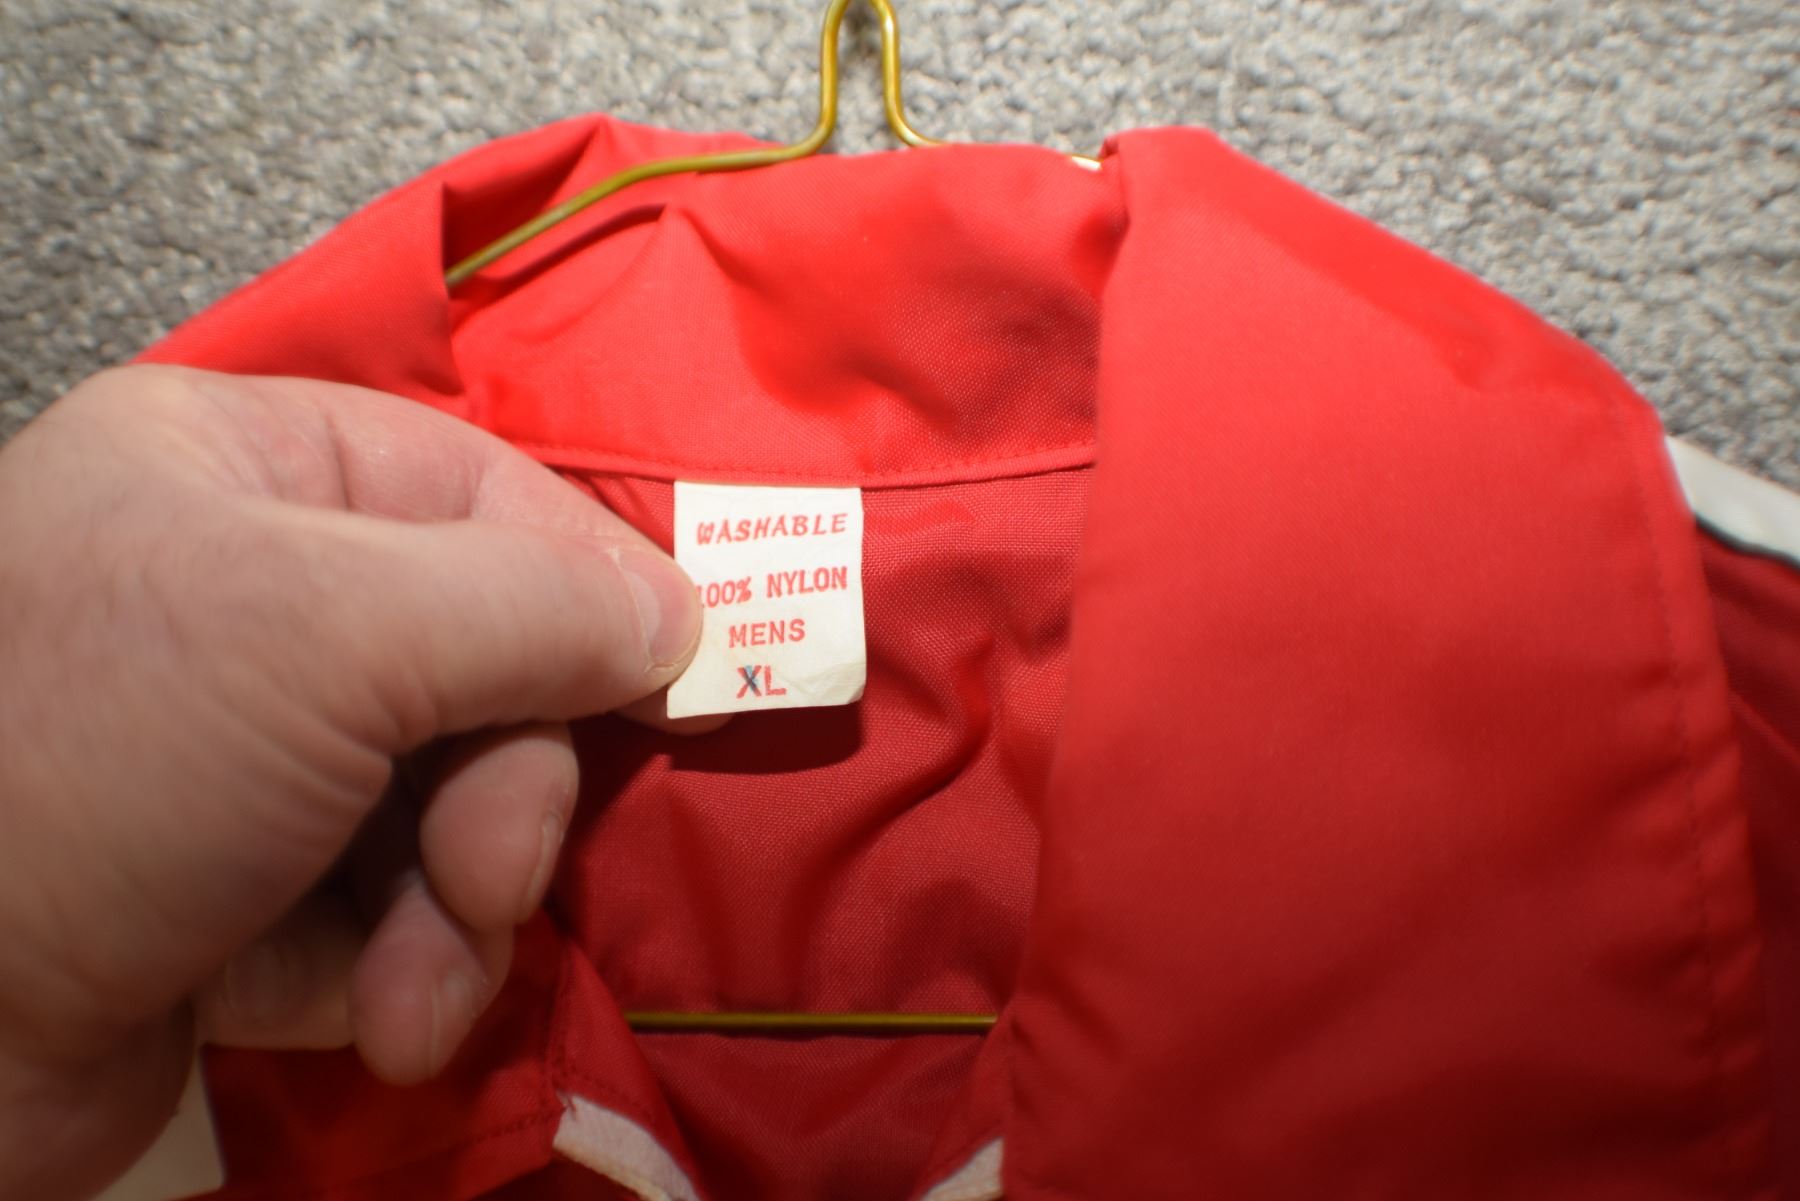 WASHABLE
100% NYLON
MENS
XL